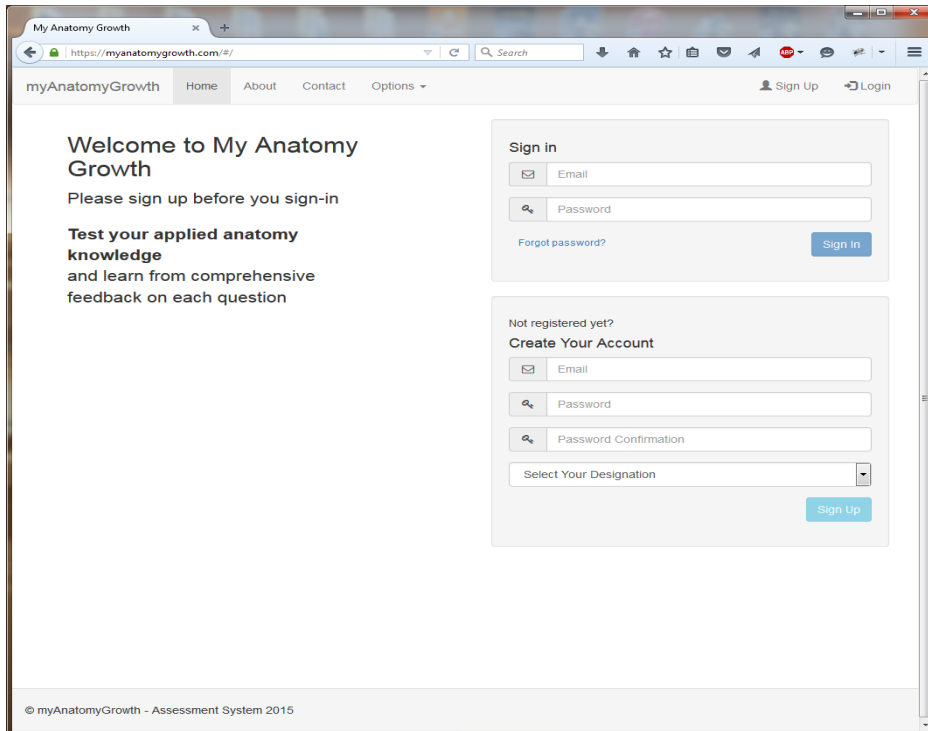 My Anatomy Growth
https://myanatomygrowth.com/#/
Search
ABP
myAnatomyGrowth Home About Contact Options Sign Up Login
Welcome to My Anatomy
Growth
Please sign up before you sign-in
Test your applied anatomy
knowledge
and learn from comprehensive
feedback on each question
Sign in
Email
Password
Forgot password? Sign In
Not registered yet?
Create Your Account
Email
Password
Password Confirmation
Select Your Designation
Sign Up
© myAnatomyGrowth - Assessment System 2015